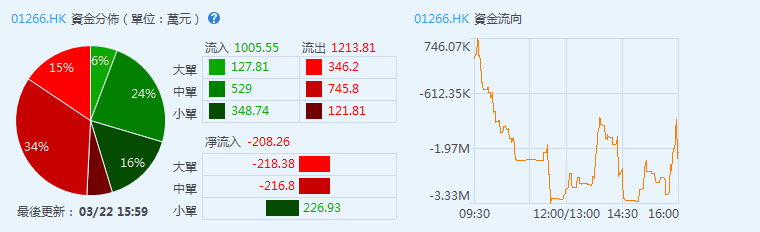 01266.HK 資金分佈 ( 單位：萬元 ) ?
流入 1005.55 流出 1213.81
大單 127.81 346.2
中單 529 745.8
小單 348.74 121.81
6%
24%
16%
34%
15%
淨流入 -208.26
大單 -218.38
中單 -216.8
小單 226.93
最後更新： 03/22 15:59
01266.HK 資金流向
746.07K
-612.35K
-1.97M
-3.33M
09:30 12:00/13:00 14:30 16:00